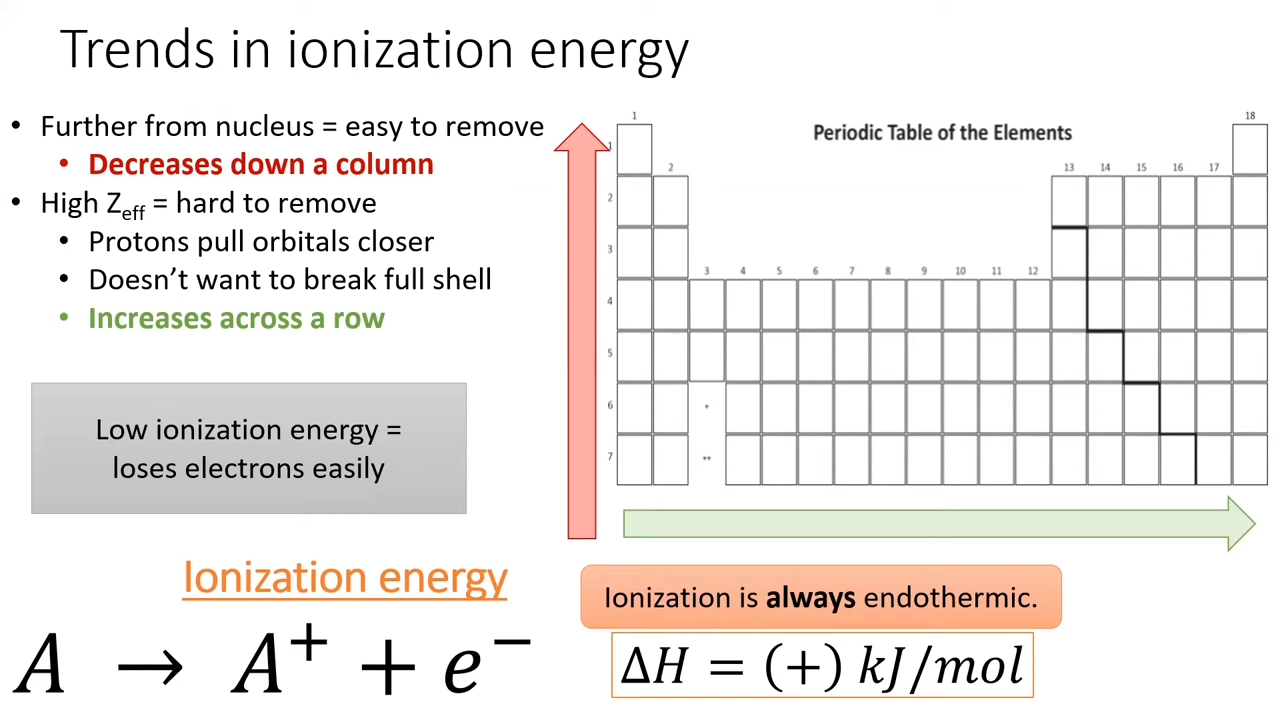 Trends in ionization energy
• Further from nucleus = easy to remove
• Decreases down a column
• High Zeff = hard to remove
• Protons pull orbitals closer
• Doesn’t want to break full shell
• Increases across a row
Low ionization energy =
loses electrons easily
Ionization energy
A → A⁺ + e⁻
Periodic Table of the Elements
1 18
2 13 14 15 16 17
3 4 5 6 7 8 9 10 11 12
1
2
3
4
5
6 *
7 **
Ionization is always endothermic.
ΔH = (+) kJ/mol